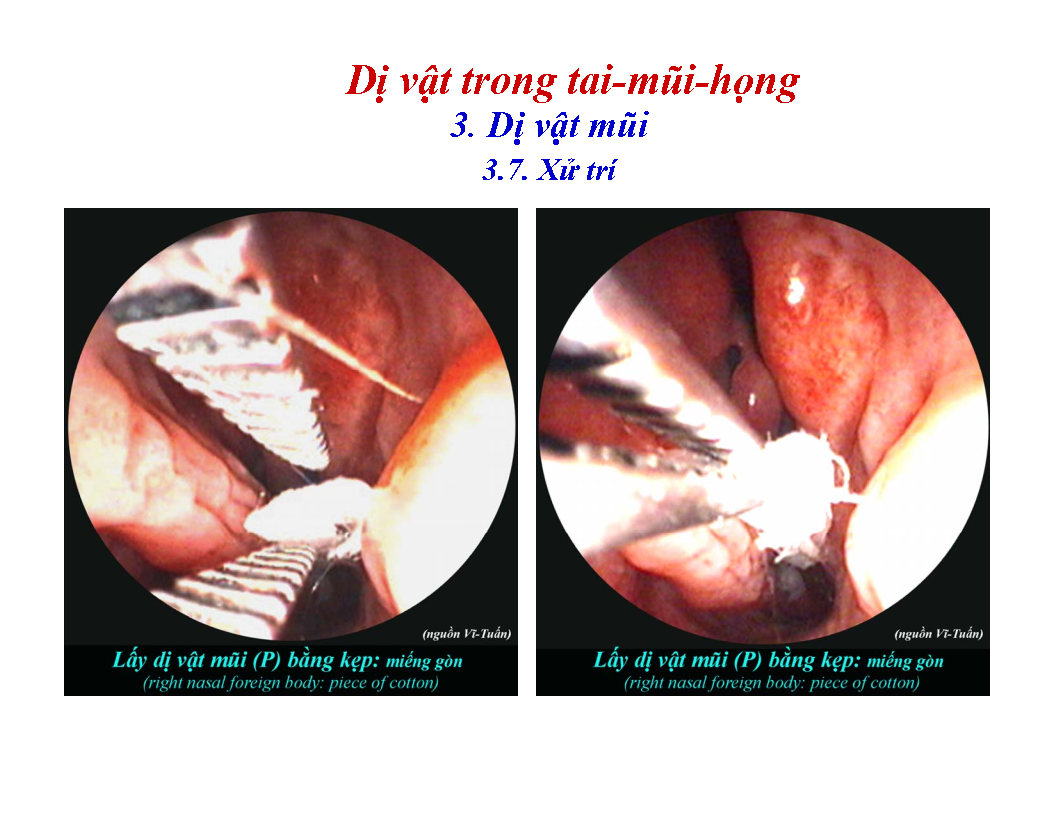 Dị vật trong tai-mũi-họng
3. Dị vật mũi
3.7. Xử trí
(nguồn Vĩ-Tuấn)
Lấy dị vật mũi (P) bằng kẹp: miếng gòn
(right nasal foreign body: piece of cotton)
(nguồn Vĩ-Tuấn)
Lấy dị vật mũi (P) bằng kẹp: miếng gòn
(right nasal foreign body: piece of cotton)